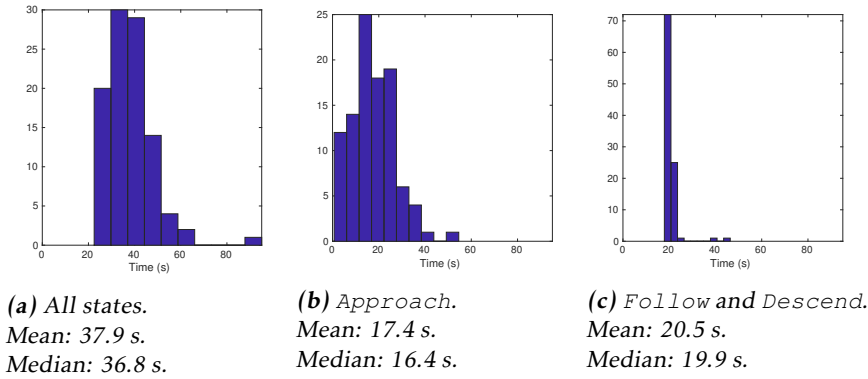 30
25
20
15
10
5
0
0 20 40 60 80
Time (s)
(a) All states.
Mean: 37.9 s.
Median: 36.8 s.
25
20
15
10
5
0
0 20 40 60 80
Time (s)
(b) Approach.
Mean: 17.4 s.
Median: 16.4 s.
70
60
50
40
30
20
10
0
0 20 40 60 80
Time (s)
(c) Follow and Descend.
Mean: 20.5 s.
Median: 19.9 s.